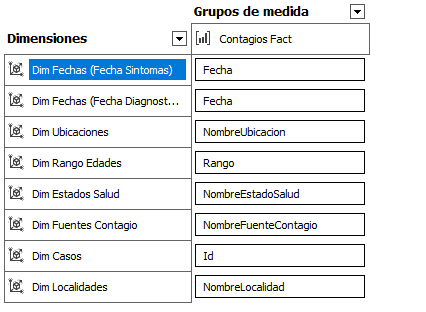 Grupos de medida
Dimensiones
Contagios Fact
Dim Fechas (Fecha Sintomas) Fecha
Dim Fechas (Fecha Diagnost... Fecha
Dim Ubicaciones NombreUbicacion
Dim Rango Edades Rango
Dim Estados Salud NombreEstadoSalud
Dim Fuentes Contagio NombreFuenteContagio
Dim Casos Id
Dim Localidades NombreLocalidad